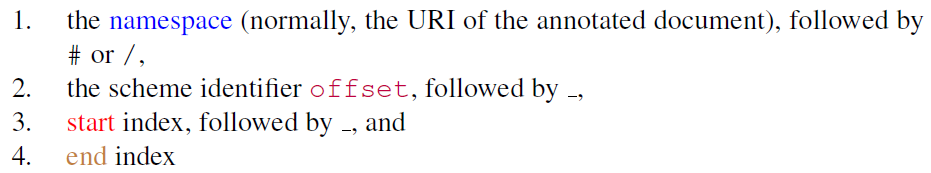 1. the namespace (normally, the URI of the annotated document), followed by
# or /,
2. the scheme identifier offset, followed by _,
3. start index, followed by _, and
4. end index